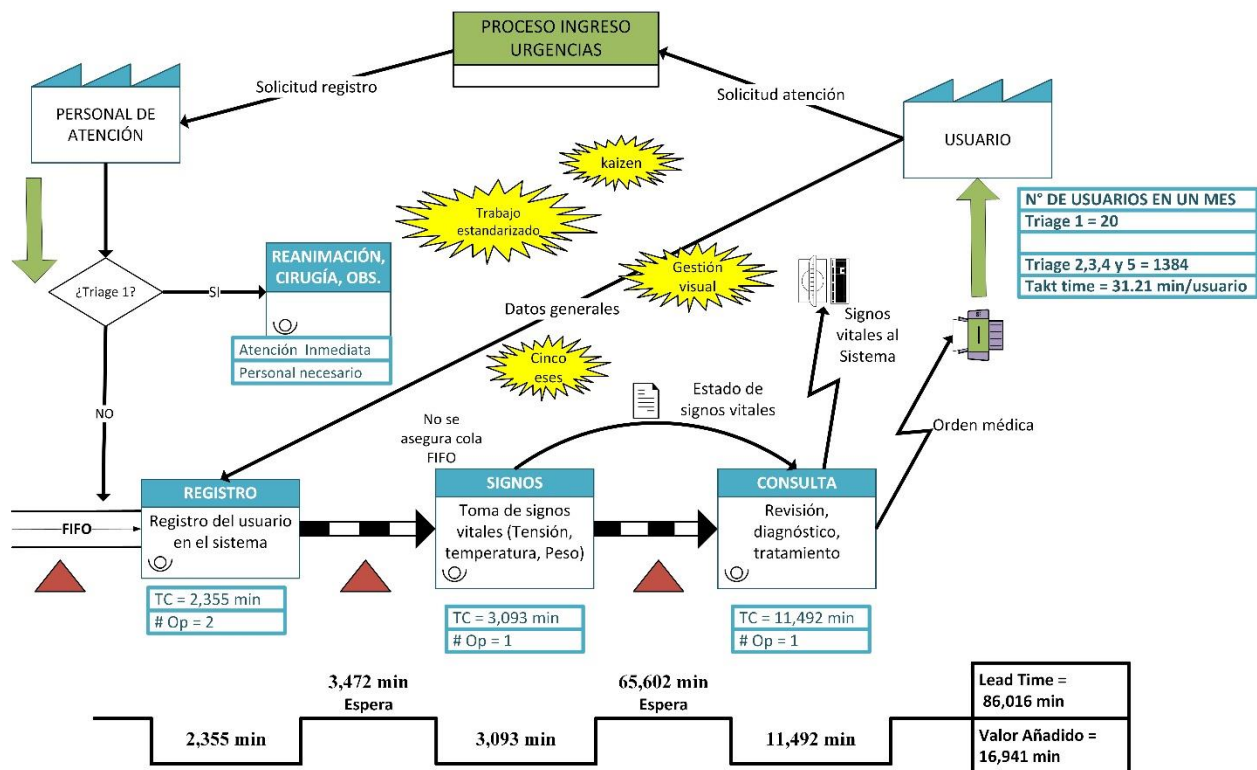 PROCESO INGRESO
URGENCIAS
Solicitud registro
Solicitud atención
PERSONAL DE
ATENCIÓN
USUARIO
kaizen
Trabajo
estandarizado
Gestión
visual
Cinco
eses
N° DE USUARIOS EN UN MES
Triage 1 = 20
Triage 2,3,4 y 5 = 1384
Takt time = 31.21 min/usuario
¿Triage 1?
SI
NO
REANIMACIÓN,
CIRUGÍA, OBS.
Atención Inmediata
Personal necesario
Datos generales
Signos
vitales al
Sistema
Estado de
signos vitales
Orden médica
No se
asegura cola
FIFO
FIFO
REGISTRO
Registro del usuario
en el sistema
TC = 2,355 min
# Op = 2
SIGNOS
Toma de signos
vitales (Tensión,
temperatura, Peso)
TC = 3,093 min
# Op = 1
CONSULTA
Revisión,
diagnóstico,
tratamiento
TC = 11,492 min
# Op = 1
3,472 min
Espera
65,602 min
Espera
2,355 min
3,093 min
11,492 min
Lead Time =
86,016 min
Valor Añadido =
16,941 min